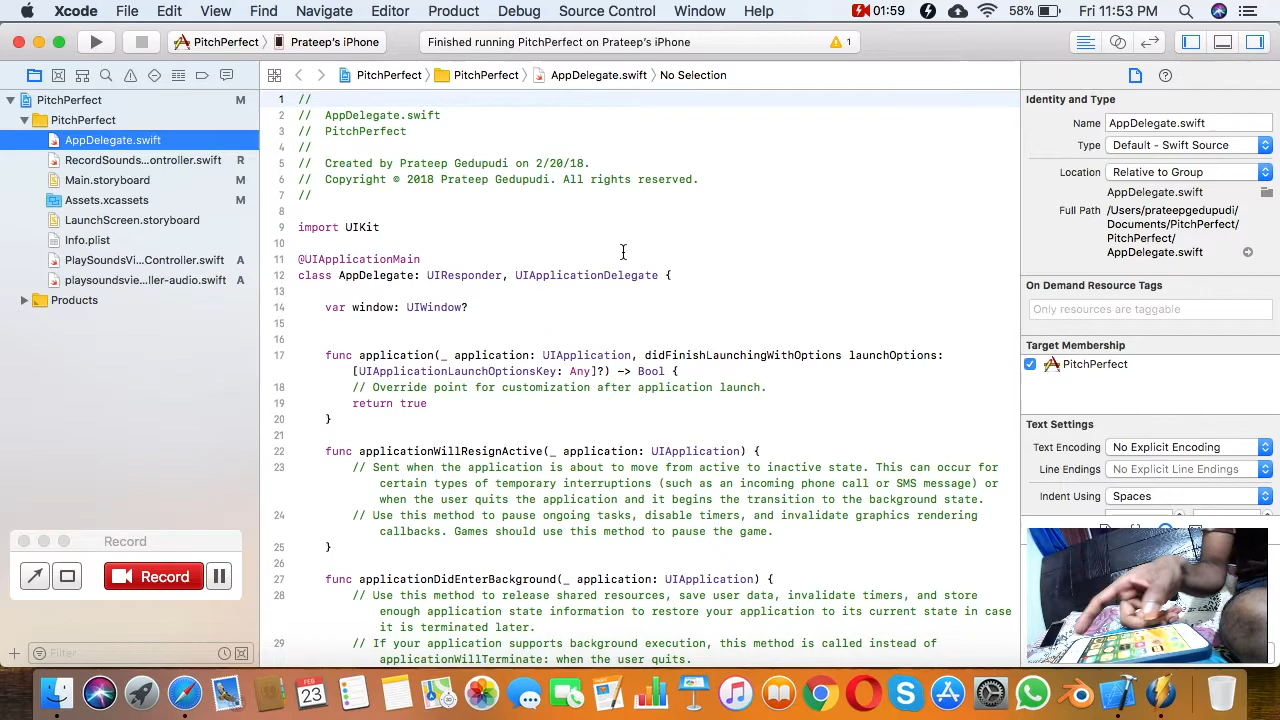 Xcode File Edit View Find Navigate Editor Product Debug Source Control Window Help 01:59 58% Fri 11:53 PM
PitchPerfect Prateep's iPhone Finished running PitchPerfect on Prateep's iPhone 1
PitchPerfect PitchPerfect AppDelegate.swift No Selection
PitchPerfect M
PitchPerfect
AppDelegate.swift
RecordSounds...ontroller.swift R
Main.storyboard M
Assets.xcassets M
LaunchScreen.storyboard
Info.plist
PlaySoundsVi...Controller.swift A
playsoundsvie...ller-audio.swift A
Products
Record
Record
Filter
1 //
2 // AppDelegate.swift
3 // PitchPerfect
4 //
5 // Created by Prateep Gedupudi on 2/20/18.
6 // Copyright © 2018 Prateep Gedupudi. All rights reserved.
7 //
8
9 import UIKit
10
11 @UIApplicationMain
12 class AppDelegate: UIResponder, UIApplicationDelegate {
13
14 var window: UIWindow?
15
16
17 func application(_ application: UIApplication, didFinishLaunchingWithOptions launchOptions:
[UIApplicationLaunchOptionsKey: Any]?) -> Bool {
18 // Override point for customization after application launch.
19 return true
20 }
21
22 func applicationWillResignActive(_ application: UIApplication) {
23 // Sent when the application is about to move from active to inactive state. This can occur for
certain types of temporary interruptions (such as an incoming phone call or SMS message) or
when the user quits the application and it begins the transition to the background state.
24 // Use this method to pause ongoing tasks, disable timers, and invalidate graphics rendering
callbacks. Games should use this method to pause the game.
25 }
26
27 func applicationDidEnterBackground(_ application: UIApplication) {
28 // Use this method to release shared resources, save user data, invalidate timers, and store
enough application state information to restore your application to its current state in case
it is terminated later.
29 // If your application supports background execution, this method is called instead of
applicationWillTerminate: when the user quits.
Identity and Type
Name AppDelegate.swift
Type Default - Swift Source
Location Relative to Group
AppDelegate.swift
Full Path /Users/prateepgedupudi/
Documents/PitchPerfect/
PitchPerfect/
AppDelegate.swift
On Demand Resource Tags
Only resources are taggable
Target Membership
PitchPerfect
Text Settings
Text Encoding No Explicit Encoding
Line Endings No Explicit Line Endings
Indent Using Spaces
FEB
23